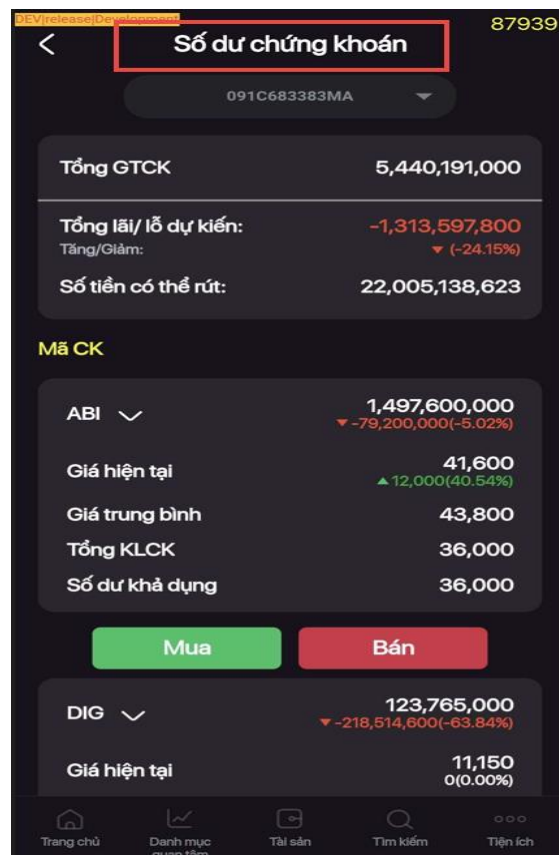 DEV|release|Development
87939
Số dư chứng khoán
091C683383MA
Tổng GTCK 5,440,191,000
Tổng lãi/ lỗ dự kiến: -1,313,597,800
Tăng/Giảm: ▼ (-24.15%)
Số tiền có thể rút: 22,005,138,623
Mã CK
ABI 1,497,600,000
▼-79,200,000(-5.02%)
Giá hiện tại 41,600
▲12,000(40.54%)
Giá trung bình 43,800
Tổng KLCK 36,000
Số dư khả dụng 36,000
Mua Bán
DIG 123,765,000
▼-218,514,600(-63.84%)
Giá hiện tại 11,150
0(0.00%)
Trang chủ Danh mục Tài sản Tìm kiếm Tiện ích
quan tâm